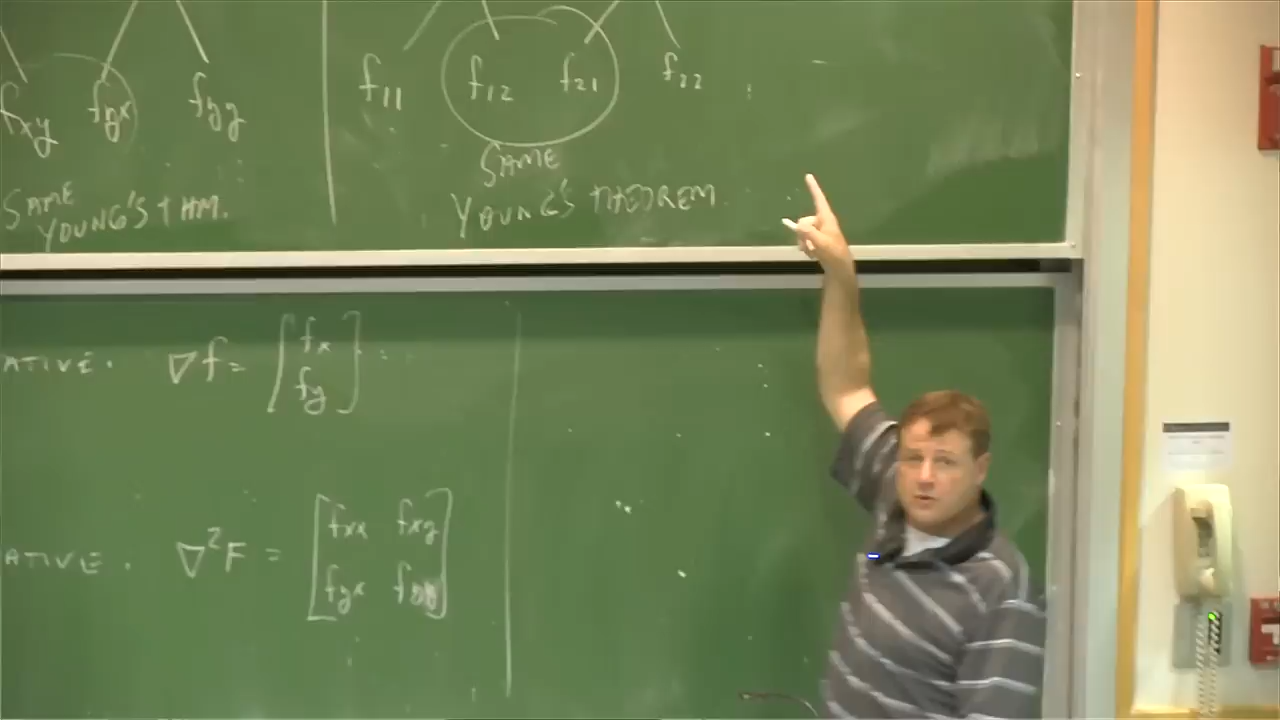 fxy fyx fyy
f11 f12 f21 f22
SAME
YOUNG'S THM.
SAME
YOUNG'S THEOREM.
ATIVE. ∇f = [fx
fy]
ATIVE. ∇²F = [fxx fxy
fyx fyy]